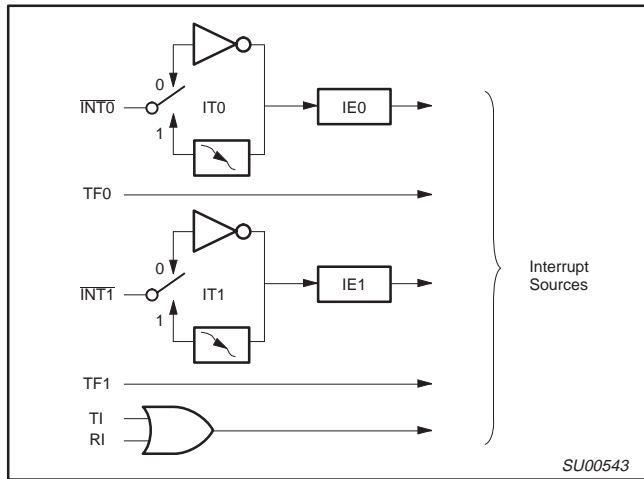 0
INT0
IT0
IE0
1
TF0
0
INT1
IT1
IE1
Interrupt
Sources
1
TF1
TI
RI
SU00543